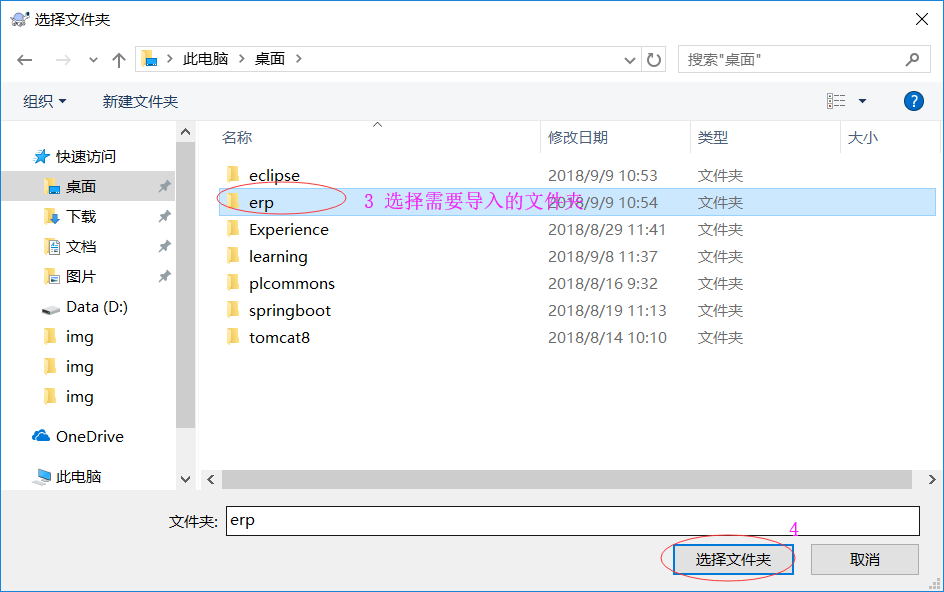 选择文件夹
此电脑 桌面
搜索"桌面"
组织 新建文件夹
?
名称 修改日期 类型 大小
快速访问
桌面
下载
文档
图片
Data (D:)
img
img
img
OneDrive
此电脑
eclipse 2018/9/9 10:53 文件夹
erp 2018/9/9 10:54 文件夹
3 选择需要导入的文件夹
Experience 2018/8/29 11:41 文件夹
learning 2018/9/8 11:37 文件夹
plcommons 2018/8/16 9:32 文件夹
springboot 2018/8/19 11:13 文件夹
tomcat8 2018/8/14 10:10 文件夹
文件夹: erp
4
选择文件夹 取消